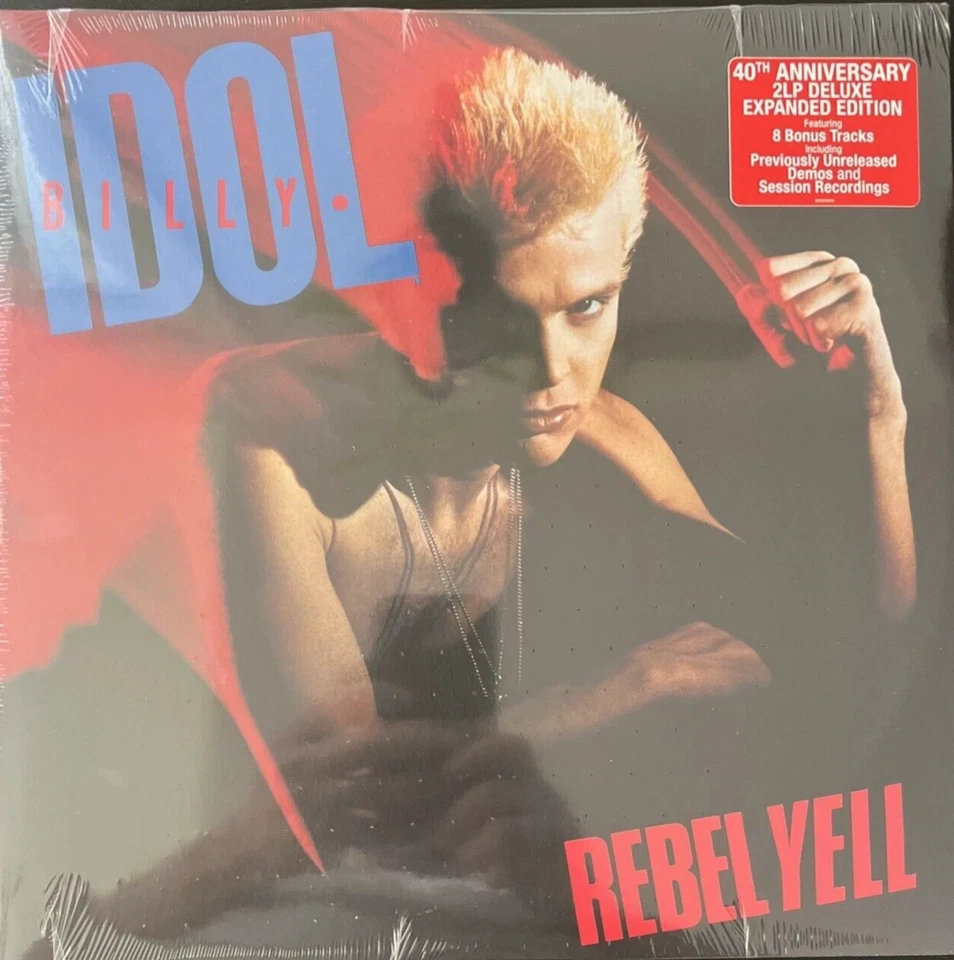 IDOL
BILLY
40TH ANNIVERSARY
2LP DELUXE
EXPANDED EDITION
Featuring
8 Bonus Tracks
Including
Previously Unreleased
Demos and
Session Recordings
REBEL YELL